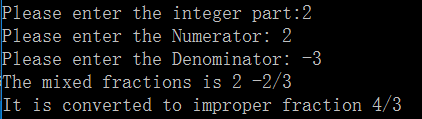 Please enter the integer part:2
Please enter the Numerator: 2
Please enter the Denominator: -3
The mixed fractions is 2 -2/3
It is converted to improper fraction 4/3